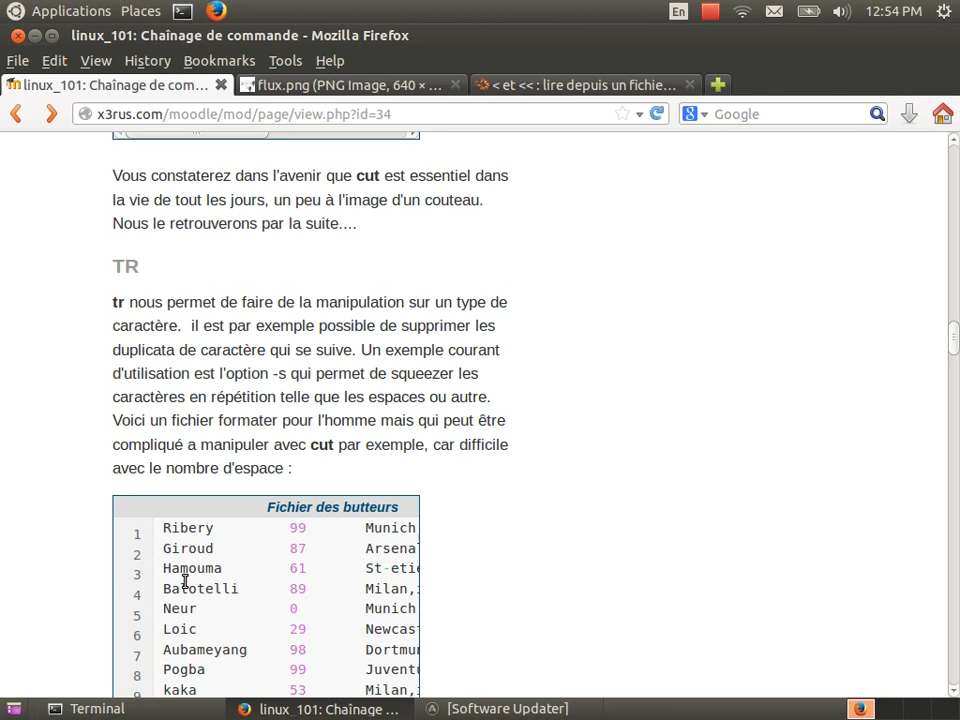 Applications Places En 12:54 PM
linux_101: Chaînage de commande - Mozilla Firefox
File Edit View History Bookmarks Tools Help
linux_101: Chaînage de com... flux.png (PNG Image, 640 × ... < et << : lire depuis un fichie...
x3rus.com/moodle/mod/page/view.php?id=34 Google
Vous constaterez dans l'avenir que cut est essentiel dans
la vie de tout les jours, un peu à l'image d'un couteau.
Nous le retrouverons par la suite....
TR
tr nous permet de faire de la manipulation sur un type de
caractère. il est par exemple possible de supprimer les
duplicata de caractère qui se suive. Un exemple courant
d'utilisation est l'option -s qui permet de squeezer les
caractères en répétition telle que les espaces ou autre.
Voici un fichier formater pour l'homme mais qui peut être
compliqué a manipuler avec cut par exemple, car difficile
avec le nombre d'espace :
Fichier des butteurs
1 Ribery 99 Munich
2 Giroud 87 Arsenal
3 Hamouma 61 St-etie
4 Balotelli 89 Milan,i
5 Neur 0 Munich
6 Loic 29 Newcast
7 Aubameyang 98 Dortmun
8 Pogba 99 Juventu
9 kaka 53 Milan,i
Terminal linux_101: Chaînage ... [Software Updater]